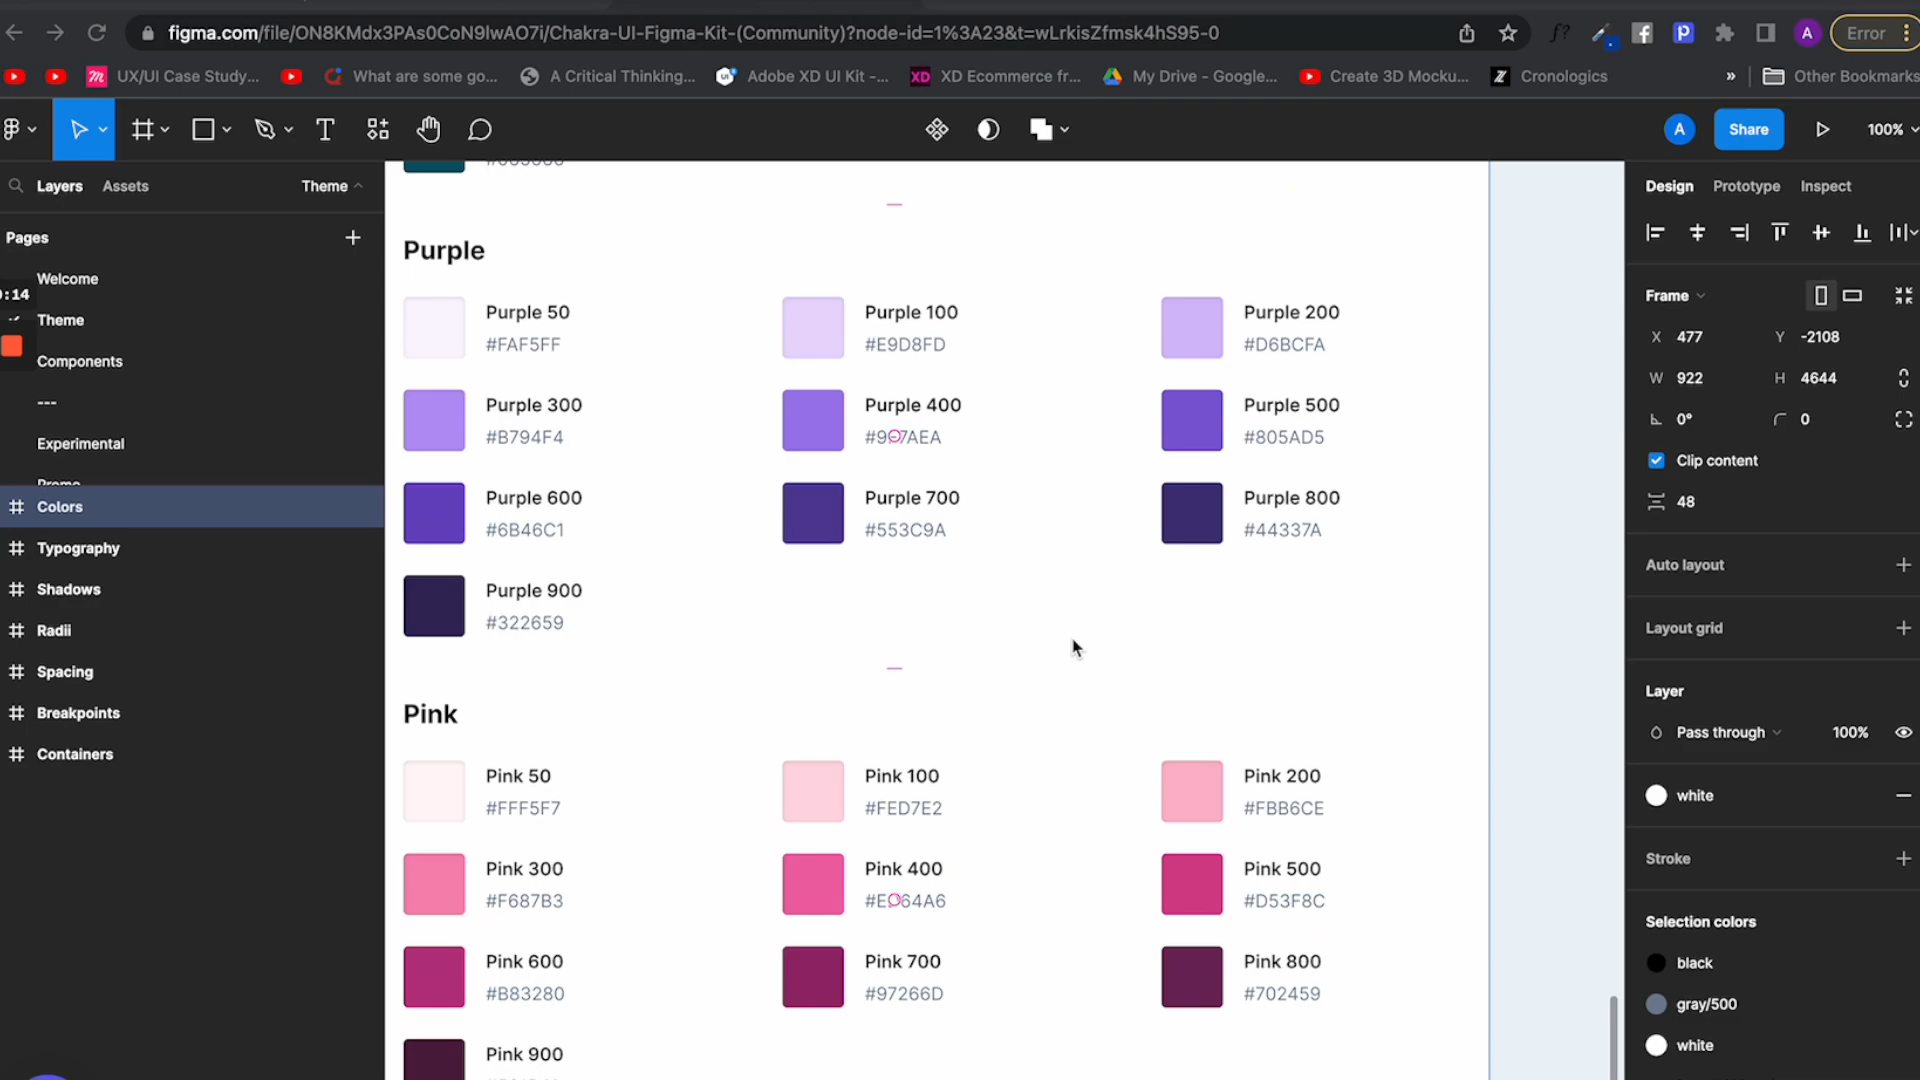 figma.com/file/ON8KMdx3PAs0CoN9lwAO7i/Chakra-UI-Figma-Kit-(Community)?node-id=1%3A23&t=wLrkisZfmsk4hS95-0
f?
A
Error
UX/UI Case Study...
What are some go...
A Critical Thinking...
Adobe XD UI Kit -...
XD
XD Ecommerce fr...
My Drive - Google...
Create 3D Mocku...
Cronologics
»
Other Bookmarks
A
Share
100%
Layers
Assets
Theme
Pages
Welcome
:14
Theme
Components
---
Experimental
Promo
Colors
Typography
Shadows
Radii
Spacing
Breakpoints
Containers
Purple
Purple 50
#FAF5FF
Purple 100
#E9D8FD
Purple 200
#D6BCFA
Purple 300
#B794F4
Purple 400
Purple 500
#805AD5
Purple 600
#6B46C1
Purple 700
#553C9A
Purple 800
#44337A
Purple 900
#322659
Pink
Pink 50
#FFF5F7
Pink 100
#FED7E2
Pink 200
#FBB6CE
Pink 300
#F687B3
Pink 400
Pink 500
#D53F8C
Pink 600
#B83280
Pink 700
#97266D
Pink 800
#702459
Pink 900
Design
Prototype
Inspect
Frame
X 477
Y -2108
W 922
H 4644
0°
0
Clip content
48
Auto layout
Layout grid
Layer
Pass through
100%
white
Stroke
Selection colors
black
gray/500
white